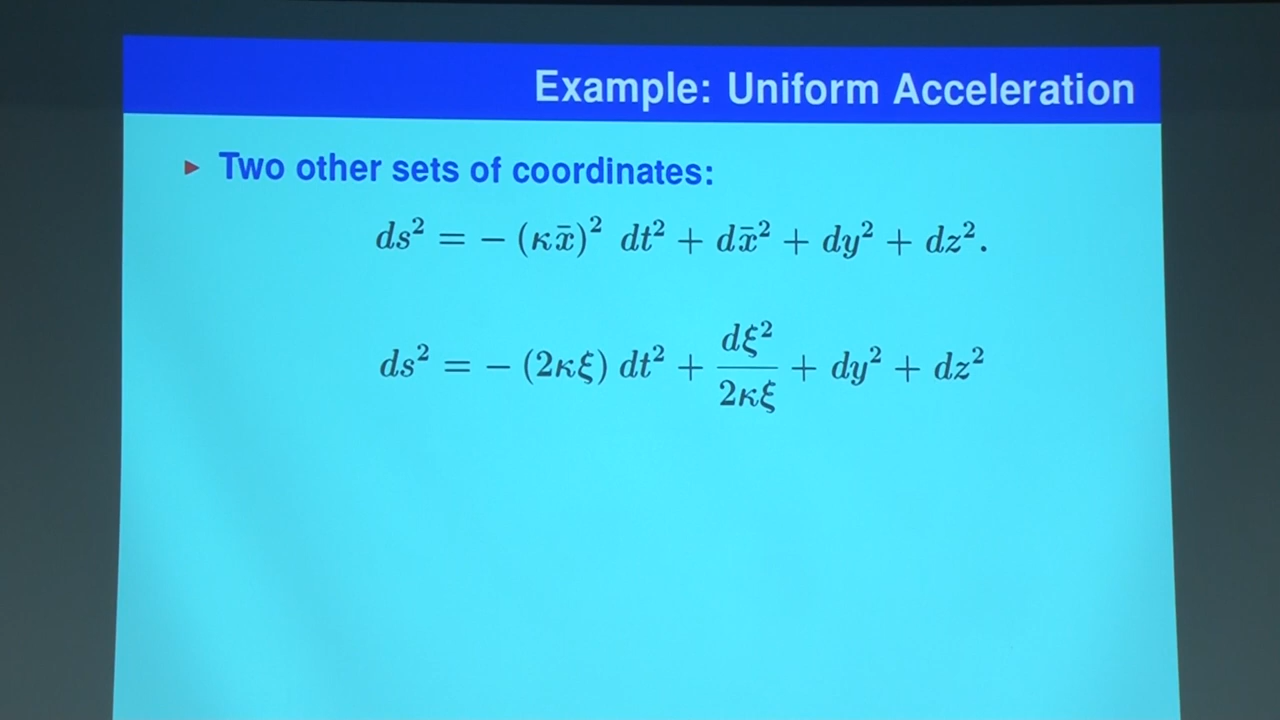 Example: Uniform Acceleration
▶ Two other sets of coordinates:
ds² = − (κx̄)² dt² + dx̄² + dy² + dz².
ds² = − (2κξ) dt² + dξ²/2κξ + dy² + dz²